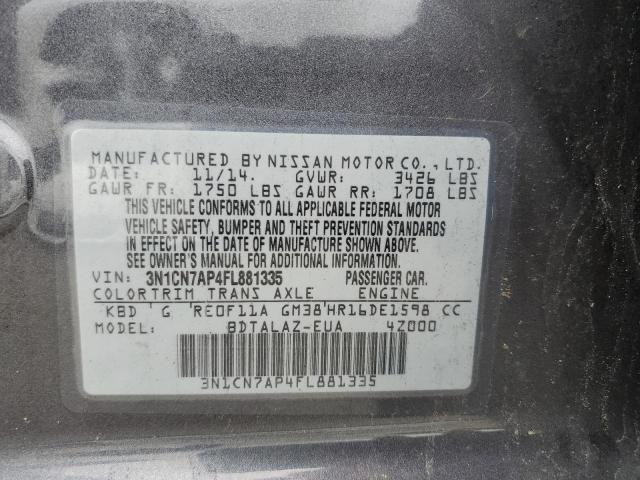 MANUFACTURED BY NISSAN MOTOR CO., LTD.
DATE: 11/14. GVWR: 3426 LBS
GAWR FR: 1750 LBS GAWR RR: 1708 LBS
THIS VEHICLE CONFORMS TO ALL APPLICABLE FEDERAL MOTOR
VEHICLE SAFETY, BUMPER, AND THEFT PREVENTION STANDARDS
IN EFFECT ON THE DATE OF MANUFACTURE SHOWN ABOVE.
SEE OWNER'S MANUAL FOR ADDITIONAL INFORMATION.
VIN: 3N1CN7AP4FL881335 PASSENGER CAR.
COLORTRIM TRANS AXLE ENGINE
KBD G RE0F11A GM38 HR16DE1598 CC
MODEL: BDTALAZ-EUA 4Z000
3N1CN7AP4FL881335